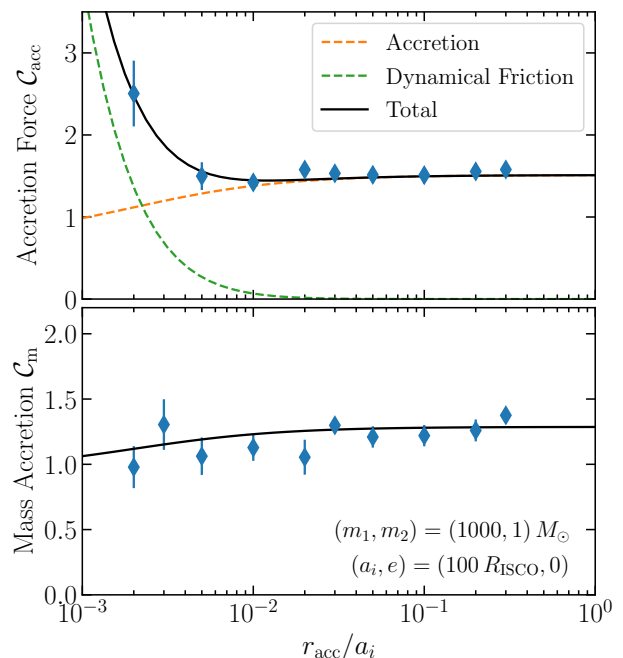 3
2
1
0
Accretion Force 𝒞acc
Accretion
Dynamical Friction
Total
2.0
1.5
1.0
0.5
0.0
Mass Accretion 𝒞m
(m₁, m₂) = (1000, 1) M⊙
(aᵢ, e) = (100 R_ISCO, 0)
10⁻³
10⁻²
10⁻¹
10⁰
r_acc/aᵢ